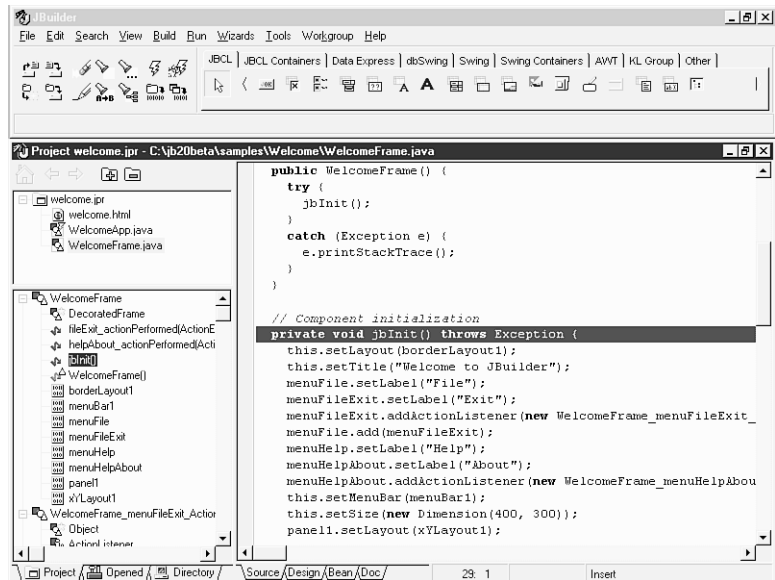 JBuilder
File Edit Search View Build Run Wizards Tools Workgroup Help
JBCL JBCL Containers Data Express dbSwing Swing Swing Containers AWT KL Group Other
Project welcome.jpr - C:\jb20beta\samples\Welcome\WelcomeFrame.java
welcome.jpr
welcome.html
WelcomeApp.java
WelcomeFrame.java
WelcomeFrame
DecoratedFrame
fileExit_actionPerformed(ActionE
helpAbout_actionPerformed(Acti
jbInit()
WelcomeFrame()
borderLayout1
menuBar1
menuFile
menuFileExit
menuHelp
menuHelpAbout
panel1
xYLayout1
WelcomeFrame_menuFileExit_Action
Object
ActionListener
public WelcomeFrame() {
try {
jbInit();
}
catch (Exception e) {
e.printStackTrace();
}
}
// Component initialization
private void jbInit() throws Exception {
this.setLayout(borderLayout1);
this.setTitle("Welcome to JBuilder");
menuFile.setLabel("File");
menuFileExit.setLabel("Exit");
menuFileExit.addActionListener(new WelcomeFrame_menuFileExit_
menuFile.add(menuFileExit);
menuHelp.setLabel("Help");
menuHelpAbout.setLabel("About");
menuHelpAbout.addActionListener(new WelcomeFrame_menuHelpAbou
this.setMenuBar(menuBar1);
this.setSize(new Dimension(400, 300));
panel1.setLayout(xYLayout1);
Project Opened Directory
Source Design Bean Doc
29: 1 Insert